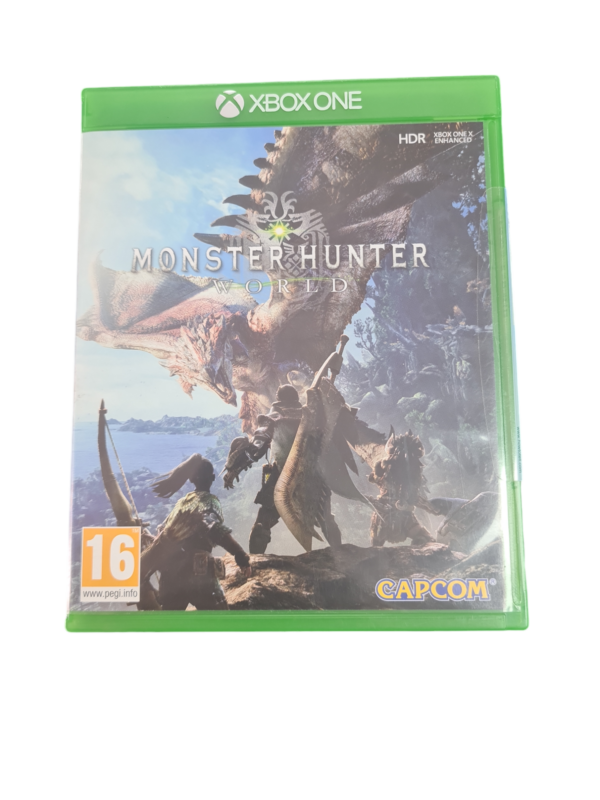 XBOX ONE
HDR XBOX ONE X
ENHANCED
MONSTER HUNTER
WORLD
16
www.pegi.info
CAPCOM®